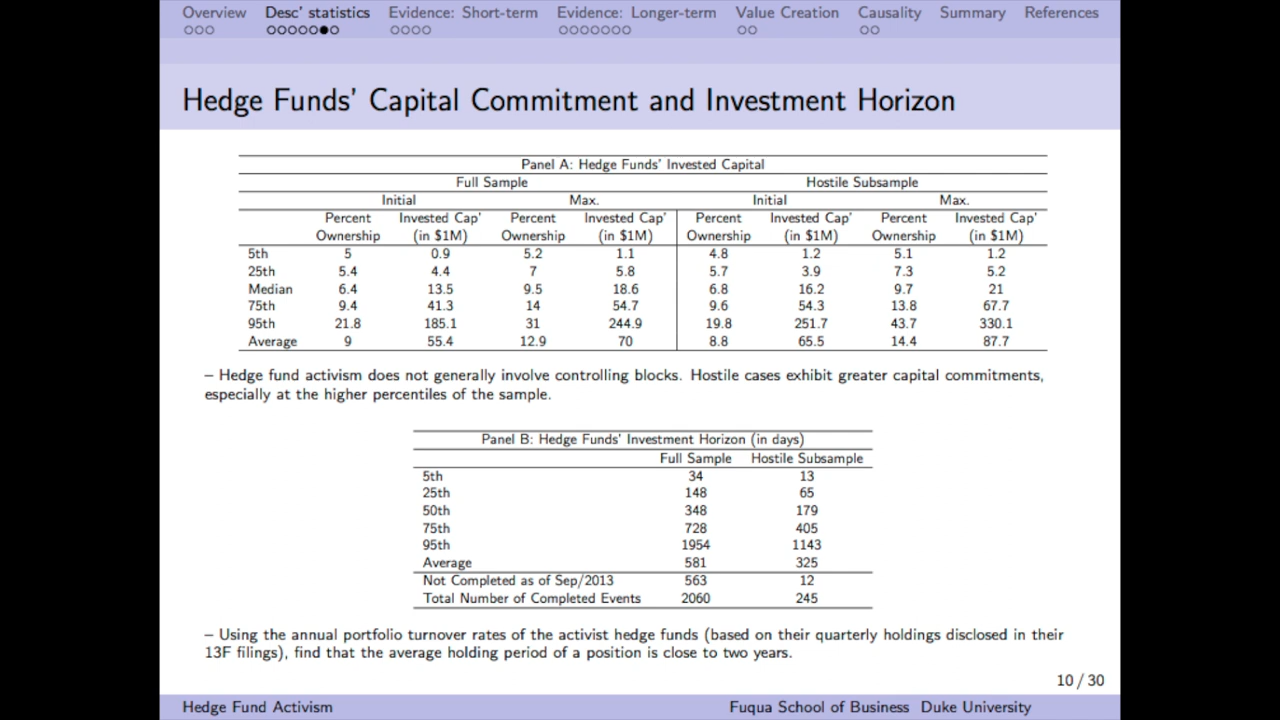 Overview Desc' statistics Evidence: Short-term Evidence: Longer-term Value Creation Causality Summary References
Hedge Funds' Capital Commitment and Investment Horizon
Panel A: Hedge Funds' Invested Capital
Full Sample Hostile Subsample
Initial Max. Initial Max.
Percent Invested Cap' Percent Invested Cap' Percent Invested Cap' Percent Invested Cap'
Ownership (in $1M) Ownership (in $1M) Ownership (in $1M) Ownership (in $1M)
5th 5 0.9 5.2 1.1 4.8 1.2 5.1 1.2
25th 5.4 4.4 7 5.8 5.7 3.9 7.3 5.2
Median 6.4 13.5 9.5 18.6 6.8 16.2 9.7 21
75th 9.4 41.3 14 54.7 9.6 54.3 13.8 67.7
95th 21.8 185.1 31 244.9 19.8 251.7 43.7 330.1
Average 9 55.4 12.9 70 8.8 65.5 14.4 87.7
– Hedge fund activism does not generally involve controlling blocks. Hostile cases exhibit greater capital commitments,
especially at the higher percentiles of the sample.
Panel B: Hedge Funds' Investment Horizon (in days)
Full Sample Hostile Subsample
5th 34 13
25th 148 65
50th 348 179
75th 728 405
95th 1954 1143
Average 581 325
Not Completed as of Sep/2013 563 12
Total Number of Completed Events 2060 245
– Using the annual portfolio turnover rates of the activist hedge funds (based on their quarterly holdings disclosed in their
13F filings), find that the average holding period of a position is close to two years.
10 / 30
Hedge Fund Activism Fuqua School of Business Duke University